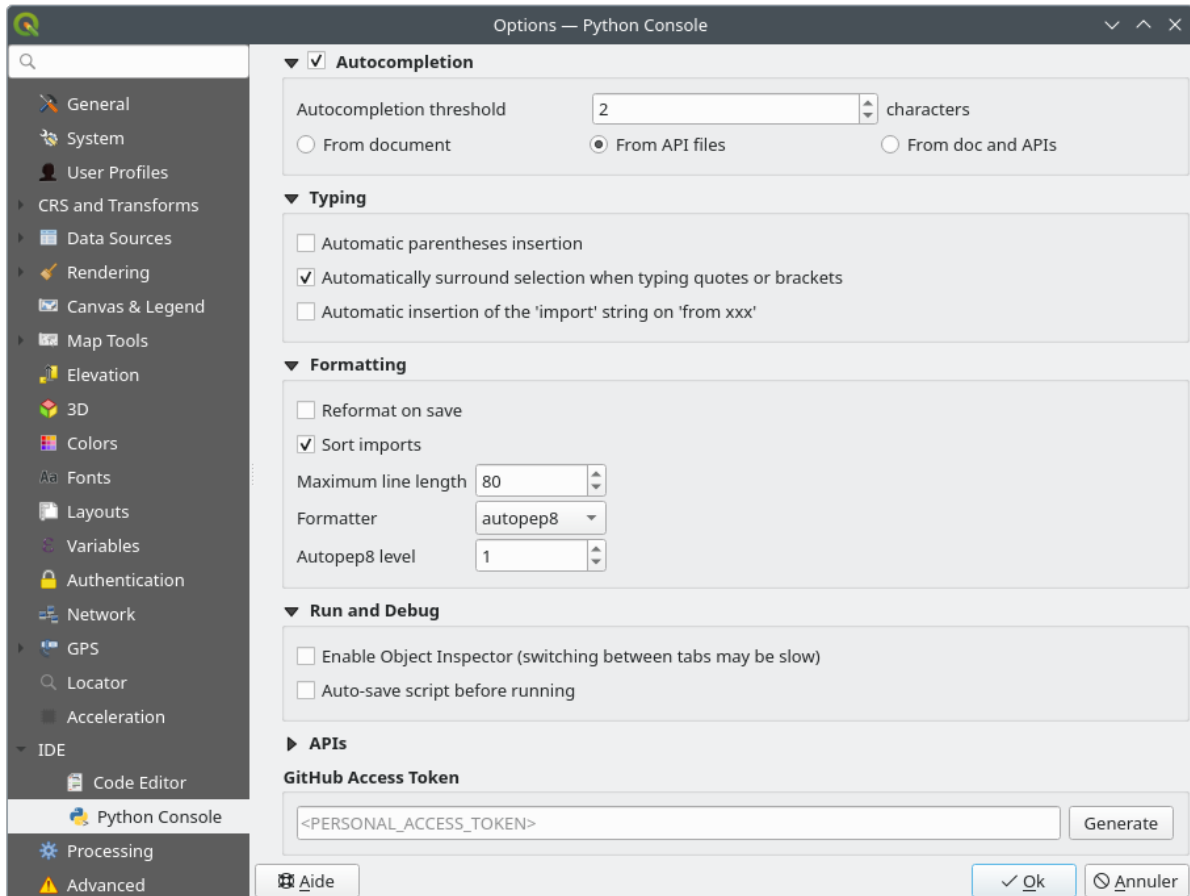 Options — Python Console
General
System
User Profiles
CRS and Transforms
Data Sources
Rendering
Canvas & Legend
Map Tools
Elevation
3D
Colors
Aa Fonts
Layouts
Variables
Authentication
Network
GPS
Locator
Acceleration
IDE
Code Editor
Python Console
Processing
Advanced
Autocompletion
Autocompletion threshold 2 characters
From document From API files From doc and APIs
Typing
Automatic parentheses insertion
Automatically surround selection when typing quotes or brackets
Automatic insertion of the 'import' string on 'from xxx'
Formatting
Reformat on save
Sort imports
Maximum line length 80
Formatter autopep8
Autopep8 level 1
Run and Debug
Enable Object Inspector (switching between tabs may be slow)
Auto-save script before running
APIs
GitHub Access Token
<PERSONAL_ACCESS_TOKEN> Generate
Aide Ok Annuler